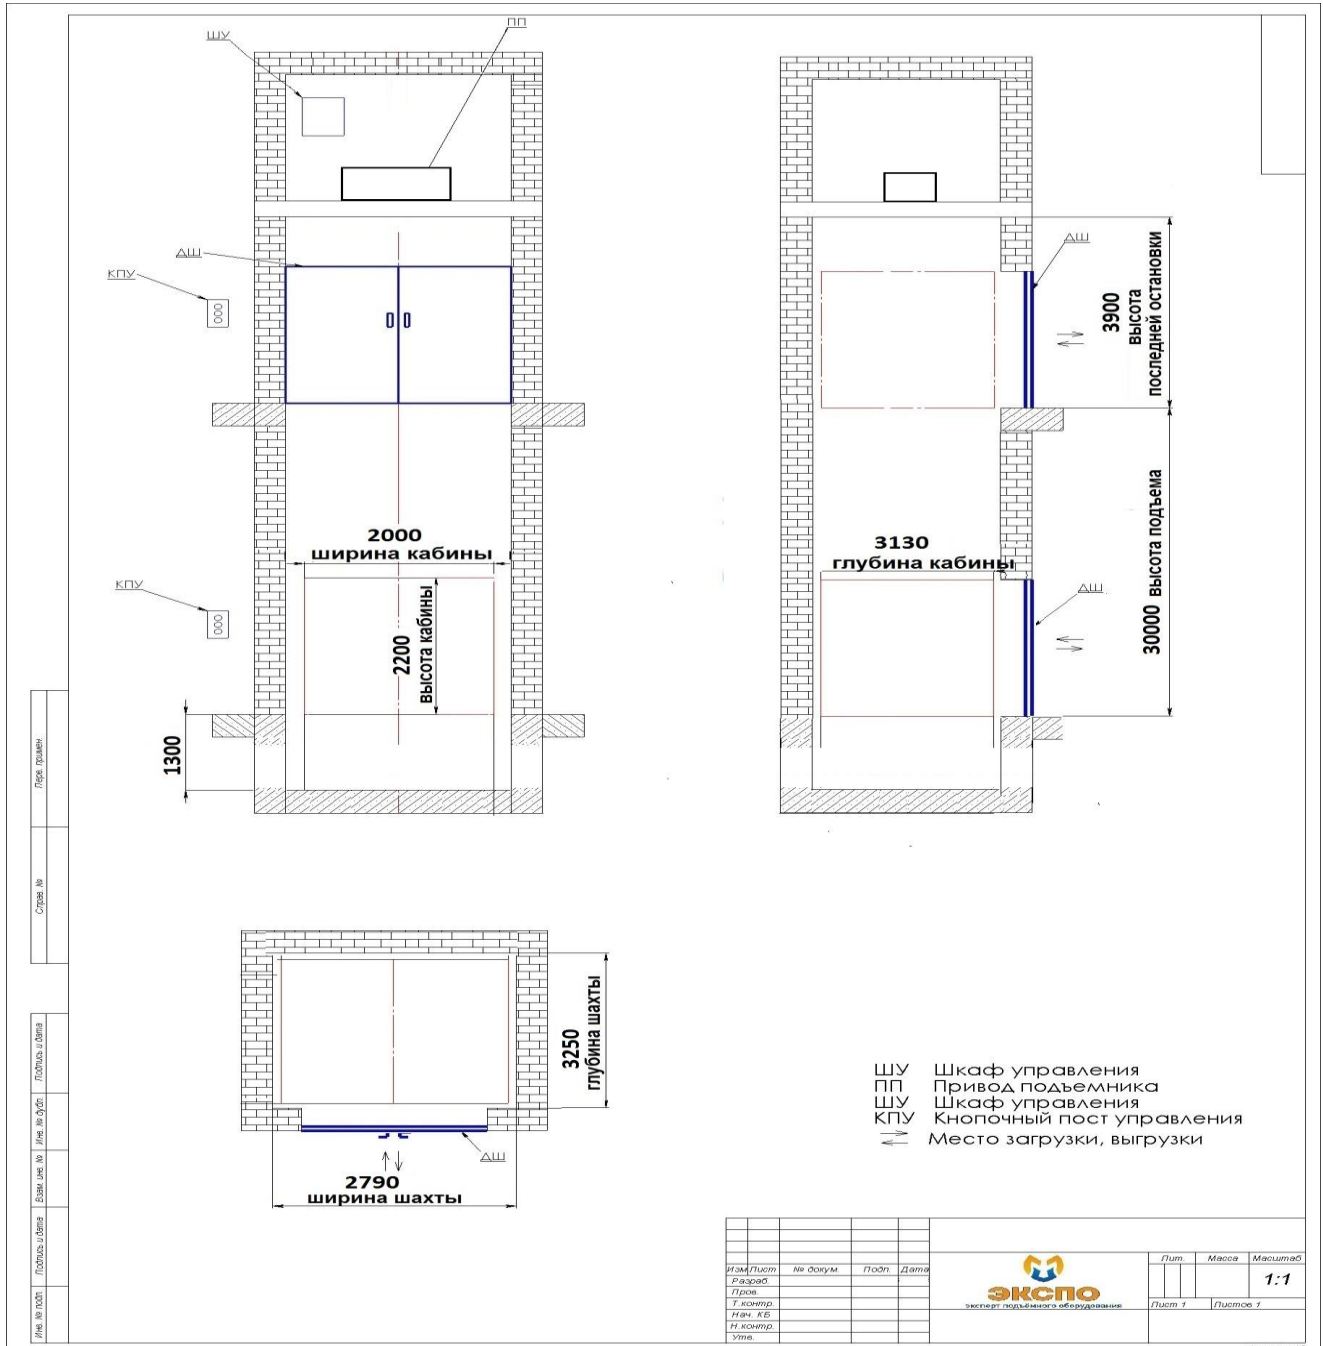 ШУ
ПП
ДШ
КПУ
000
ДШ
3900
высота
последней остановки
2000
ширина кабины
КПУ
000
2200
высота кабины
1300
3130
глубина кабины
ДШ
30000 высота подъема
3250
глубина шахты
ДШ
2790
ширина шахты
ШУ Шкаф управления
ПП Привод подъемника
ШУ Шкаф управления
КПУ Кнопочный пост управления
Место загрузки, выгрузки
Перв. примен.
Справ. №
Подпись и дата
Инв. № дубл.
Взам. инв. №
Подпись и дата
Инв. № подл.
Изм Лист № докум. Подп. Дата
Разраб.
Пров.
Т.контр.
Нач. КБ
Н.контр.
Утв.
ЭКСПО
эксперт подъёмного оборудования
Лит. Масса Масштаб
1:1
Лист 1 Листов 1